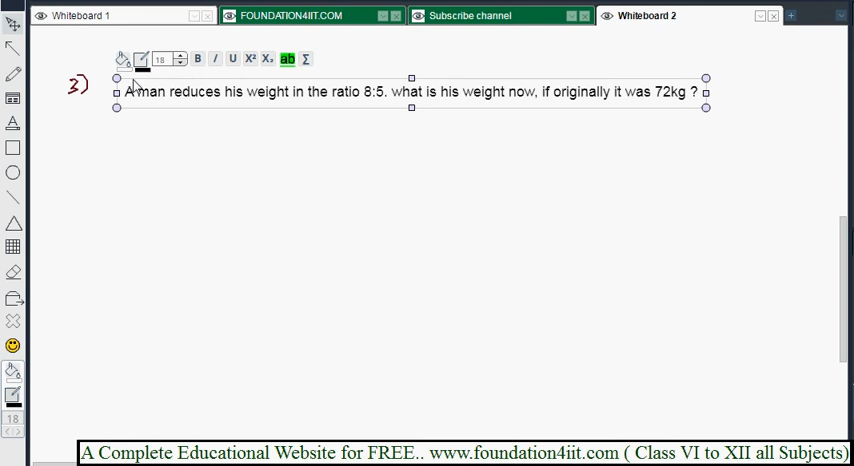 Whiteboard 1
FOUNDATION4IIT.COM
Subscribe channel
Whiteboard 2
18 B I U X² X₂ ab Σ
3) A man reduces his weight in the ratio 8:5. what is his weight now, if originally it was 72kg ?
18
A Complete Educational Website for FREE.. www.foundation4iit.com ( Class VI to XII all Subjects)